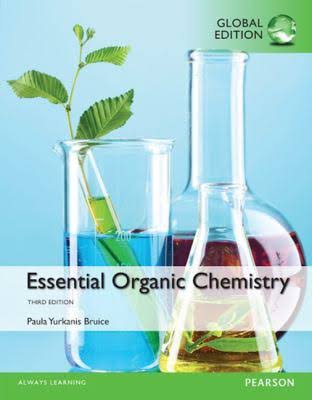 GLOBAL
EDITION
Essential Organic Chemistry
THIRD EDITION
Paula Yurkanis Bruice
ALWAYS LEARNING
PEARSON